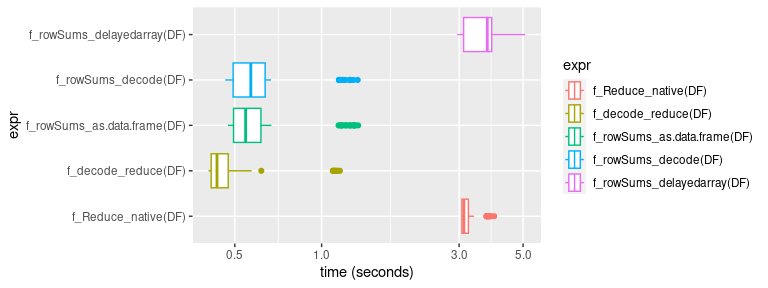 f_rowSums_delayedarray(DF)
f_rowSums_decode(DF)
f_rowSums_as.data.frame(DF)
f_decode_reduce(DF)
f_Reduce_native(DF)
expr
0.5 1.0 3.0 5.0
time (seconds)
expr
f_Reduce_native(DF)
f_decode_reduce(DF)
f_rowSums_as.data.frame(DF)
f_rowSums_decode(DF)
f_rowSums_delayedarray(DF)